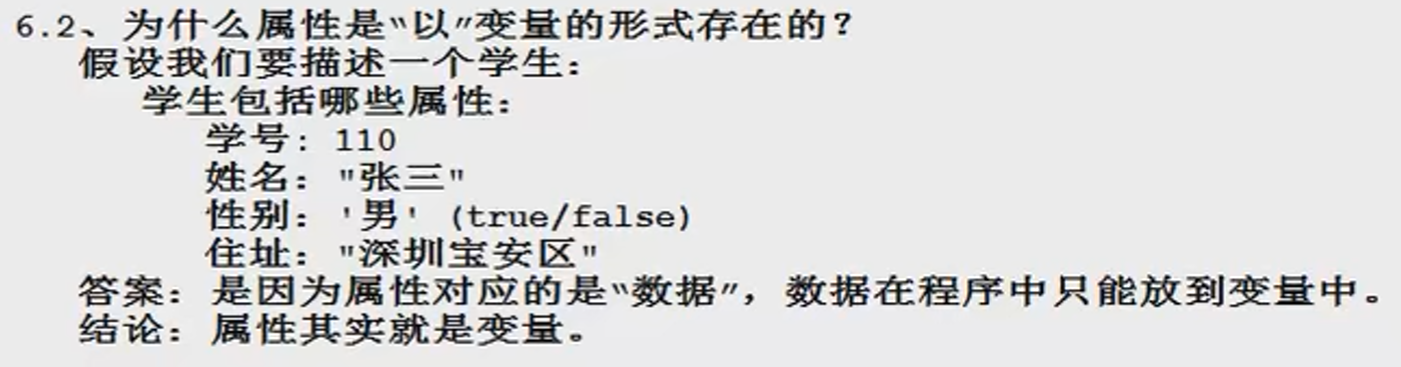 6.2、为什么属性是“以”变量的形式存在的？
假设我们要描述一个学生：
学生包括哪些属性：
学号: 110
姓名: "张三"
性别: '男' (true/false)
住址: "深圳宝安区"
答案：是因为属性对应的是“数据”，数据在程序中只能放到变量中。
结论：属性其实就是变量。